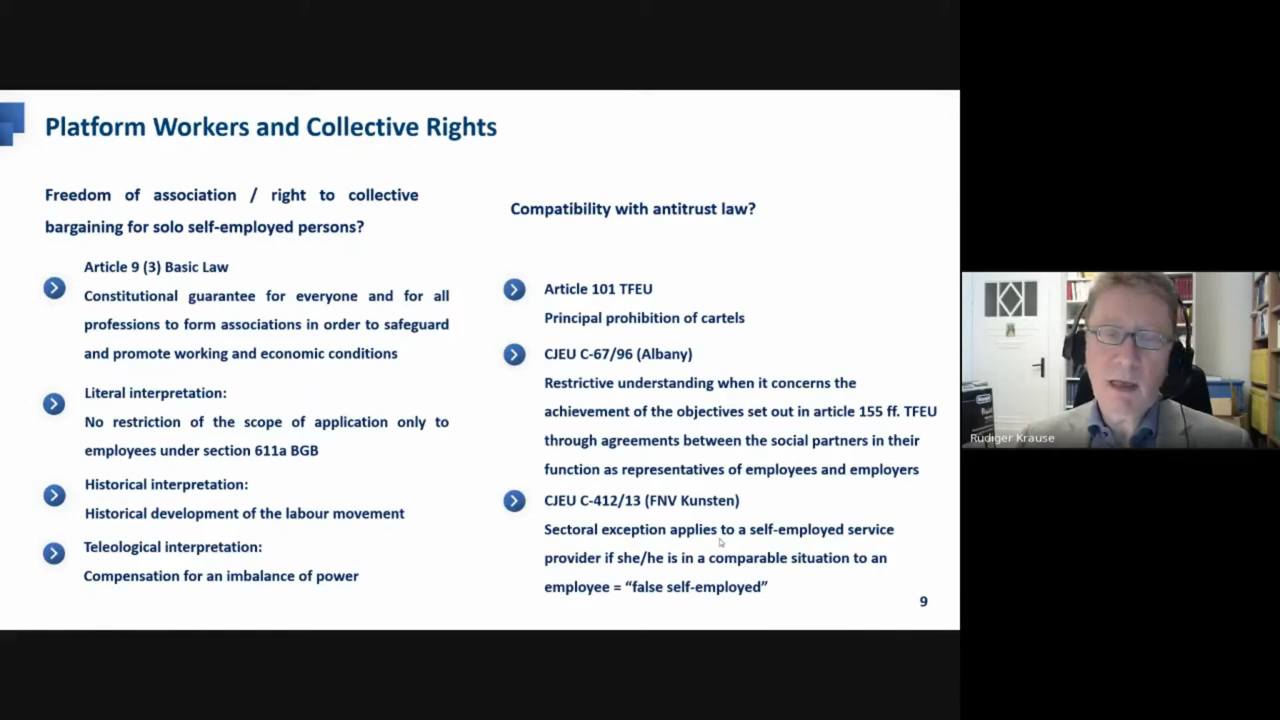 Platform Workers and Collective Rights
Freedom of association / right to collective
bargaining for solo self-employed persons?
Article 9 (3) Basic Law
Constitutional guarantee for everyone and for all
professions to form associations in order to safeguard
and promote working and economic conditions
Literal interpretation:
No restriction of the scope of application only to
employees under section 611a BGB
Historical interpretation:
Historical development of the labour movement
Teleological interpretation:
Compensation for an imbalance of power
Compatibility with antitrust law?
Article 101 TFEU
Principal prohibition of cartels
CJEU C-67/96 (Albany)
Restrictive understanding when it concerns the
achievement of the objectives set out in article 155 ff. TFEU
through agreements between the social partners in their
function as representatives of employees and employers
CJEU C-412/13 (FNV Kunsten)
Sectoral exception applies to a self-employed service
provider if she/he is in a comparable situation to an
employee = “false self-employed”
9
Rüdiger Krause